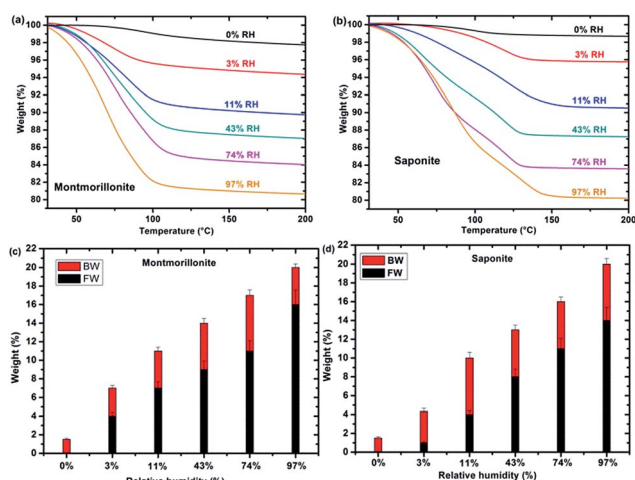 (a)
100
98
96
94
92
90
88
86
84
82
80
Weight (%)
0% RH
3% RH
11% RH
43% RH
74% RH
97% RH
Montmorillonite
50
100
150
200
Temperature (°C)
(b)
100
98
96
94
92
90
88
86
84
82
80
Weight (%)
0% RH
3% RH
11% RH
43% RH
74% RH
97% RH
Saponite
50
100
150
200
Temperature (°C)
(c)
Montmorillonite
BW
FW
22
20
18
16
14
12
10
8
6
4
2
0
Weight (%)
0% 3% 11% 43% 74% 97%
Relative humidity (%)
(d)
Saponite
BW
FW
22
20
18
16
14
12
10
8
6
4
2
0
Weight (%)
0% 3% 11% 43% 74% 97%
Relative humidity (%)